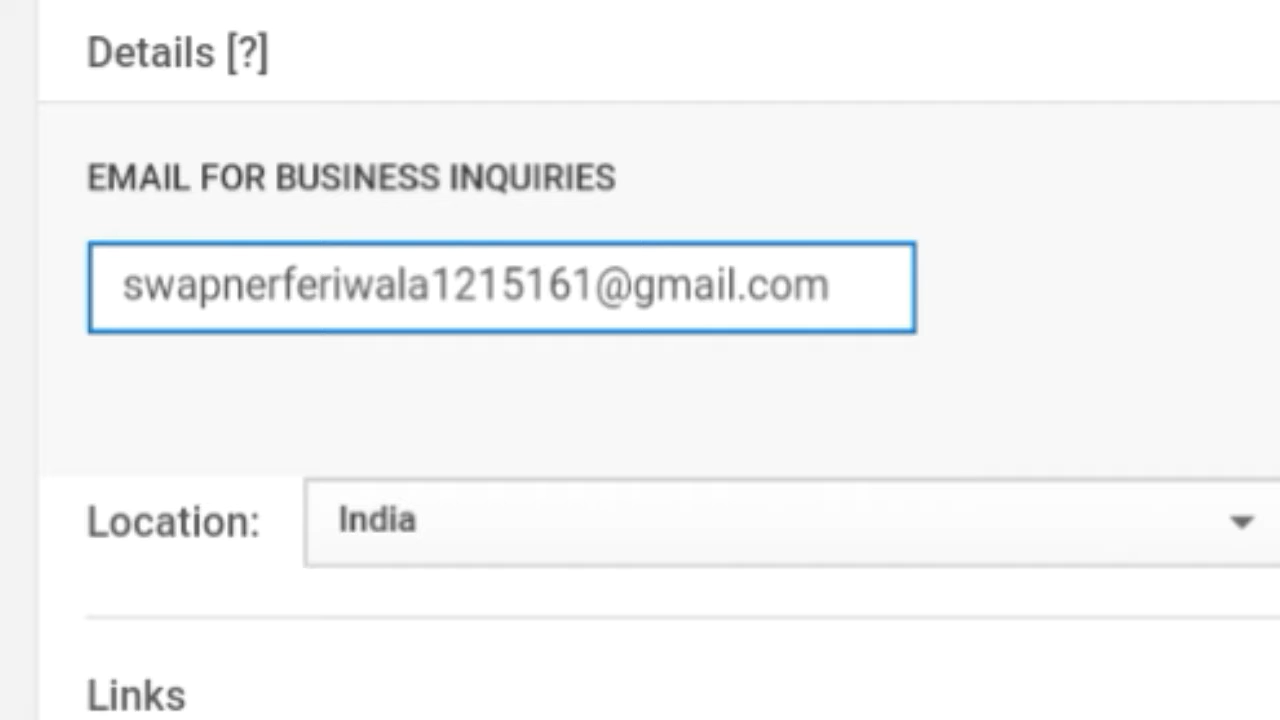 Details [?]
EMAIL FOR BUSINESS INQUIRIES
swapnerferiwala1215161@gmail.com
Location: India
Links